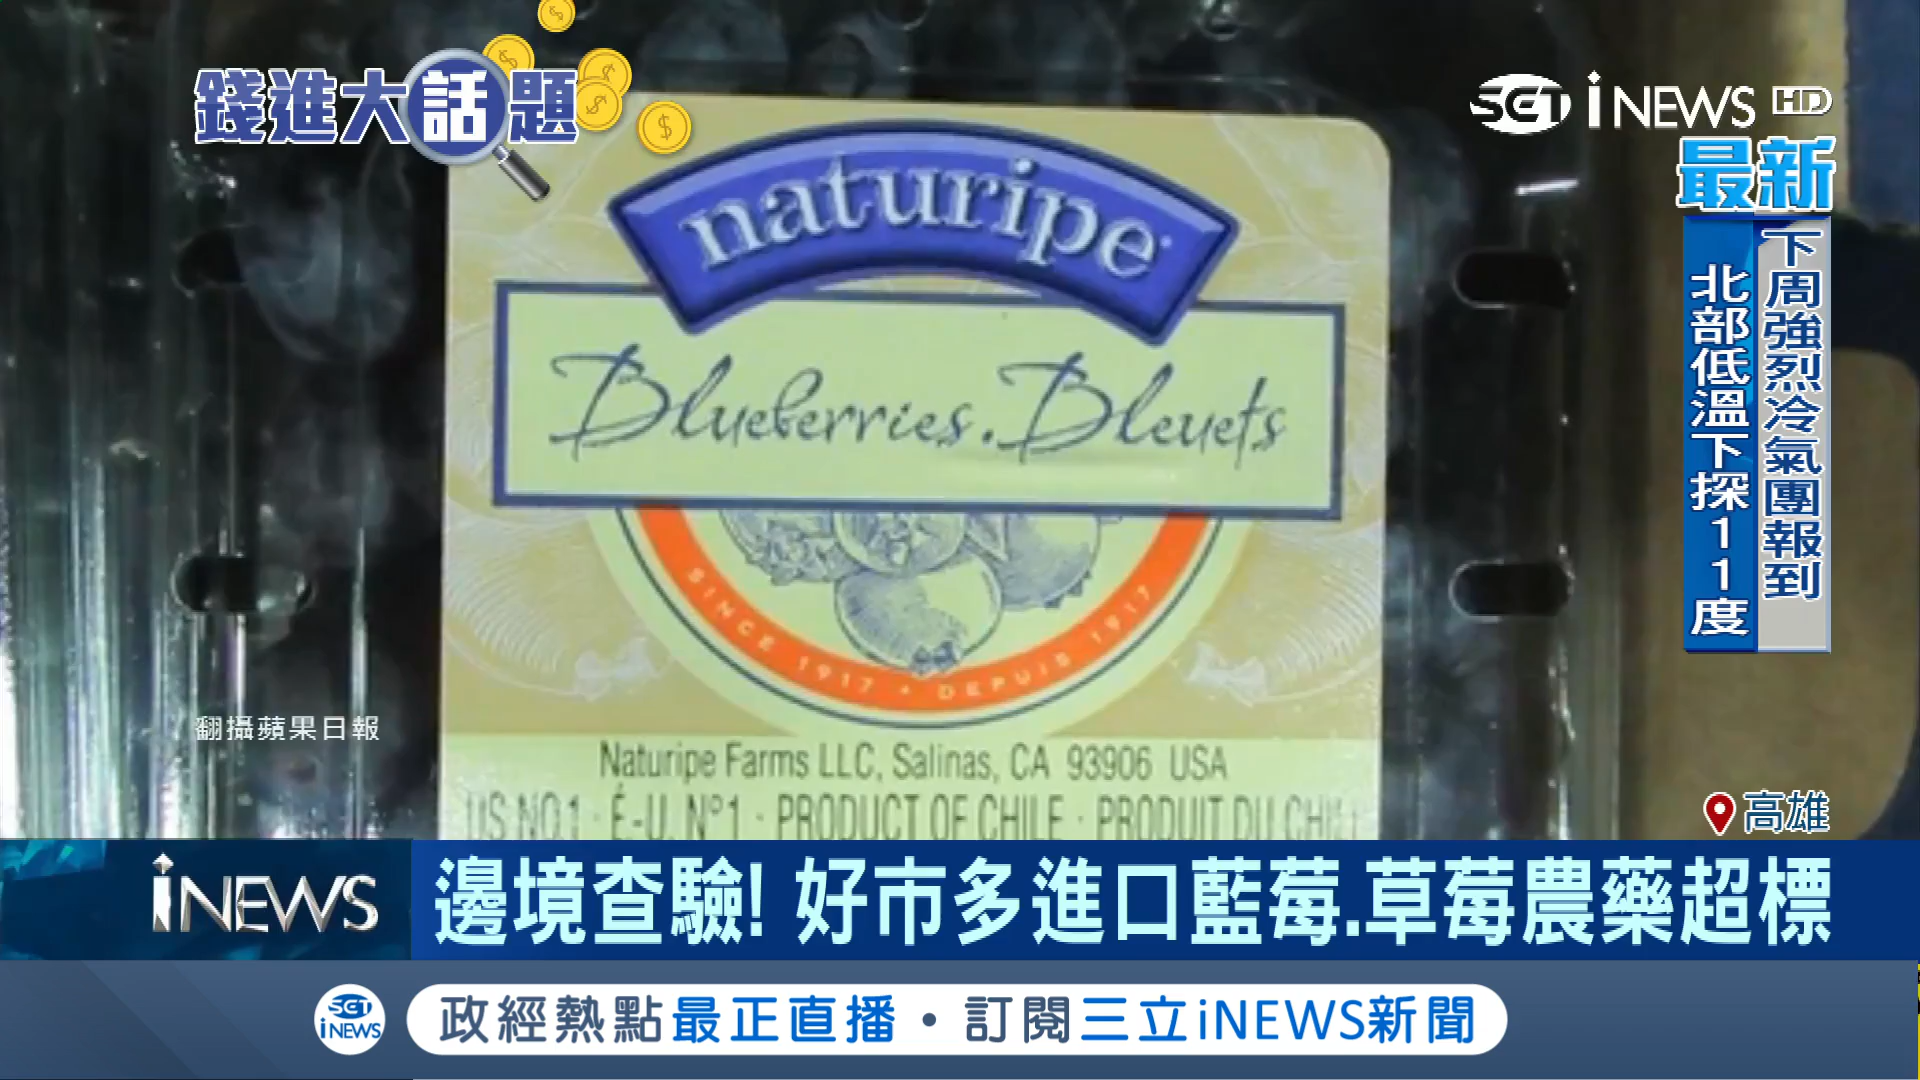 錢進大話題
SET iNEWS HD
最新
下周強烈冷氣團報到
北部低溫下探11度
naturipe
Blueberries. Bleuets
SINCE 1917 • DEPUIS 1917
翻攝蘋果日報
Naturipe Farms LLC, Salinas, CA 93906 USA
US NO.1 · É.-U. N°1 · PRODUCT OF CHILE · PRODUIT DU CHILI
高雄
iNEWS
邊境查驗! 好市多進口藍莓.草莓農藥超標
SET iNEWS
政經熱點最正直播・訂閱三立iNEWS新聞